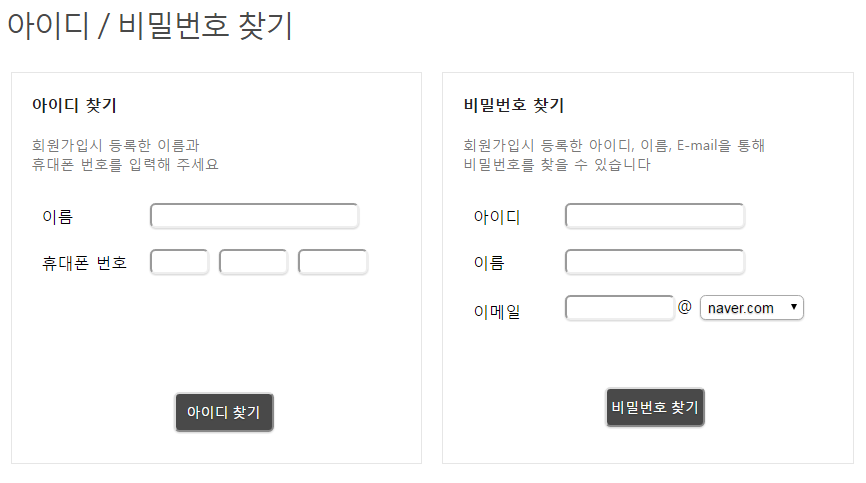 아이디 / 비밀번호 찾기
아이디 찾기
회원가입시 등록한 이름과
휴대폰 번호를 입력해 주세요
이름
휴대폰 번호
아이디 찾기
비밀번호 찾기
회원가입시 등록한 아이디, 이름, E-mail을 통해
비밀번호를 찾을 수 있습니다
아이디
이름
이메일 @ naver.com
비밀번호 찾기